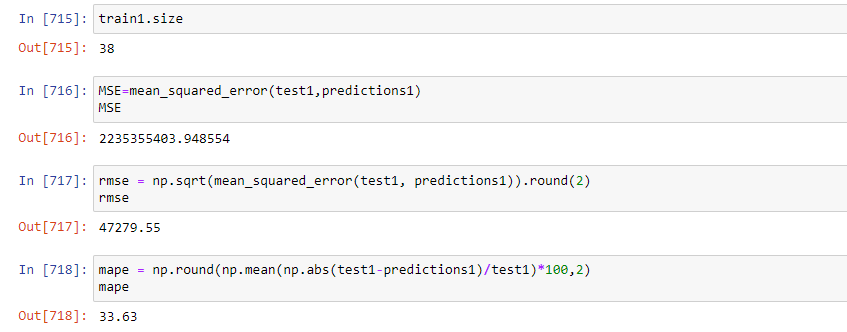 In [715]: train1.size
Out[715]: 38
In [716]: MSE=mean_squared_error(test1,predictions1)
MSE
Out[716]: 2235355403.948554
In [717]: rmse = np.sqrt(mean_squared_error(test1, predictions1)).round(2)
rmse
Out[717]: 47279.55
In [718]: mape = np.round(np.mean(np.abs(test1-predictions1)/test1)*100,2)
mape
Out[718]: 33.63